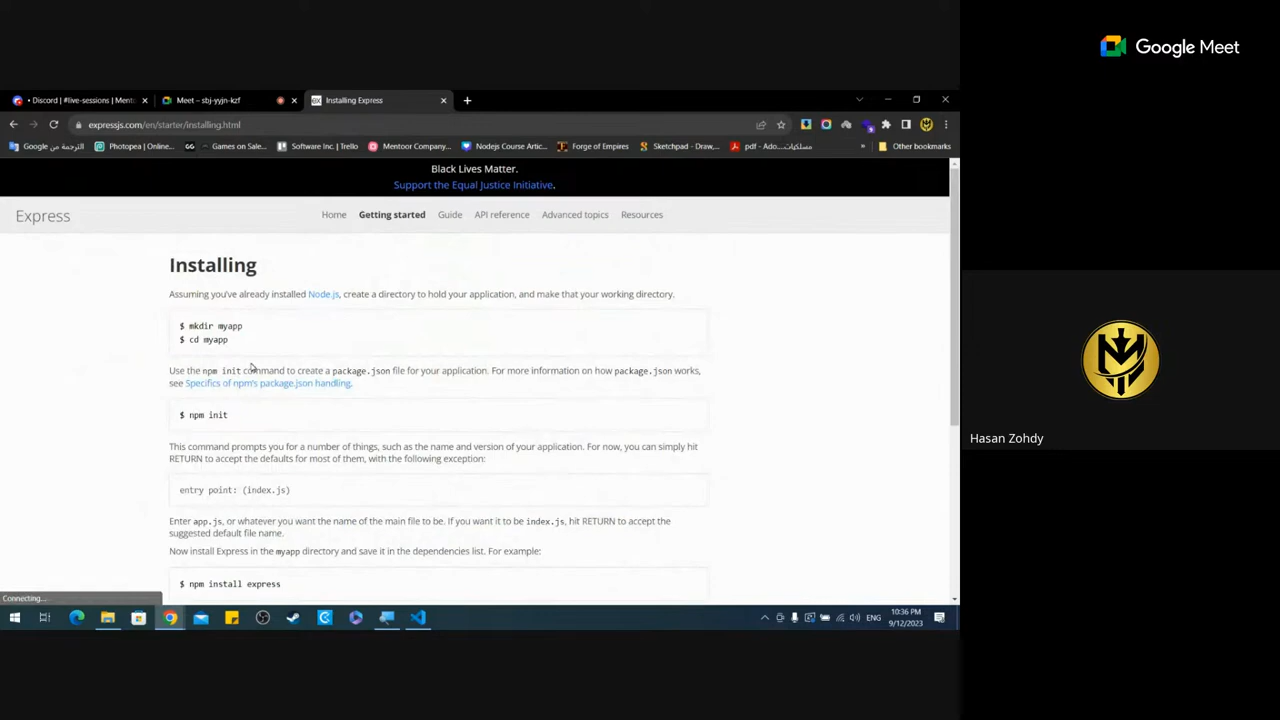 Google Meet
Discord | #live-sessions | Mento
Meet – sbj-yyjn-kzf
Installing Express
expressjs.com/en/starter/installing.html
الترجمة من Google
Photopea | Online...
Games on Sale...
Software Inc. | Trello
Mentoor Company...
Nodejs Course Artic...
Forge of Empires
Sketchpad - Draw,...
pdf - Ado...مسلكيات
»
Other bookmarks
Black Lives Matter.
Support the Equal Justice Initiative.
Express
Home
Getting started
Guide
API reference
Advanced topics
Resources
Installing
Assuming you've already installed Node.js, create a directory to hold your application, and make that your working directory.
$ mkdir myapp
$ cd myapp
Use the npm init command to create a package.json file for your application. For more information on how package.json works,
see Specifics of npm's package.json handling.
$ npm init
This command prompts you for a number of things, such as the name and version of your application. For now, you can simply hit
RETURN to accept the defaults for most of them, with the following exception:
entry point: (index.js)
Enter app.js, or whatever you want the name of the main file to be. If you want it to be index.js, hit RETURN to accept the
suggested default file name.
Now install Express in the myapp directory and save it in the dependencies list. For example:
$ npm install express
Connecting...
ENG
10:36 PM
9/12/2023
Hasan Zohdy